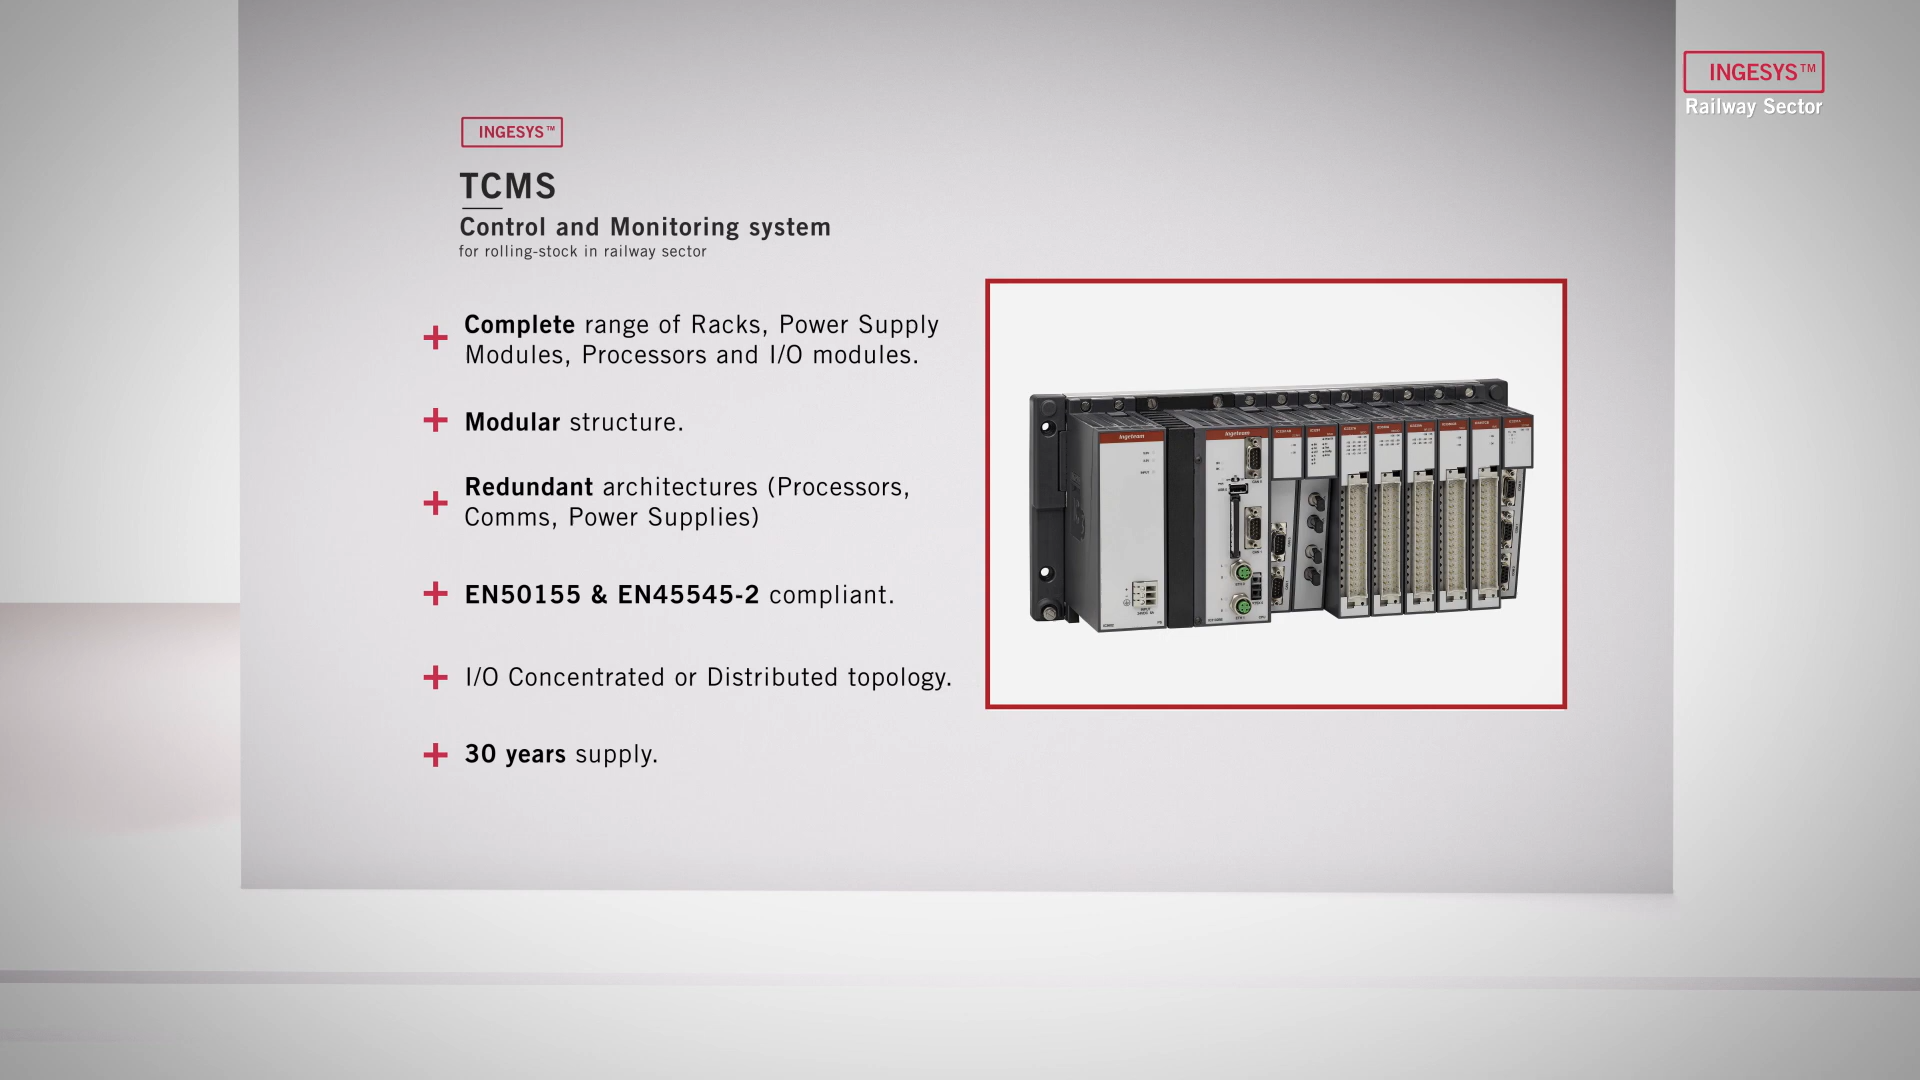 INGESYS™
Railway Sector
INGESYS™
TCMS
Control and Monitoring system
for rolling-stock in railway sector
+ Complete range of Racks, Power Supply
Modules, Processors and I/O modules.
+ Modular structure.
+ Redundant architectures (Processors,
Comms, Power Supplies)
+ EN50155 & EN45545-2 compliant.
+ I/O Concentrated or Distributed topology.
+ 30 years supply.
Ingeteam
Ingeteam